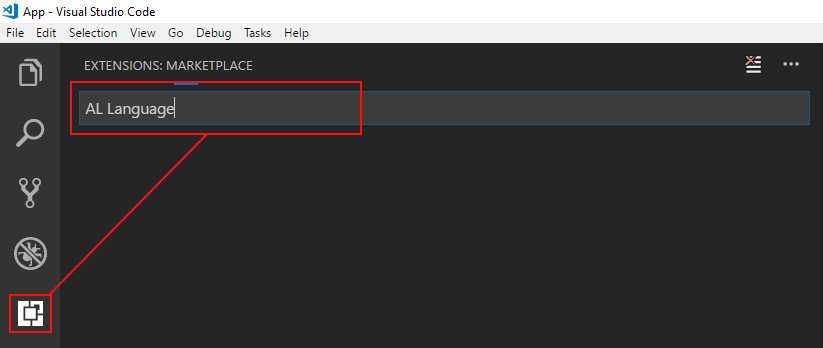 App - Visual Studio Code
File Edit Selection View Go Debug Tasks Help
EXTENSIONS: MARKETPLACE
AL Language